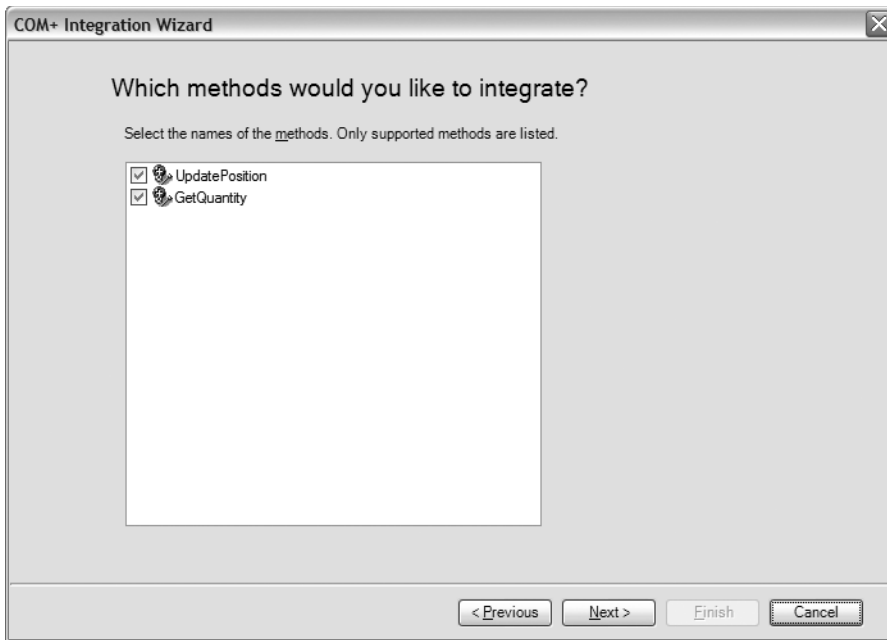 COM+ Integration Wizard
Which methods would you like to integrate?
Select the names of the methods. Only supported methods are listed.
UpdatePosition
GetQuantity
< Previous
Next >
Finish
Cancel